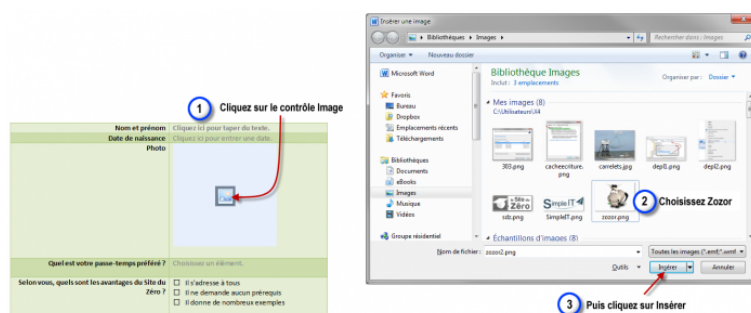 1 Cliquez sur le contrôle Image
Nom et prénom Cliquez ici pour taper du texte.
Date de naissance Cliquez ici pour entrer une date.
Photo
Quel est votre passe-temps préféré ? Choisissez un élément.
Selon vous, quels sont les avantages du Site du Zéro ?
☐ Il s'adresse à tous
☐ Il ne demande aucun prérequis
☐ Il donne de nombreux exemples
Insérer une image
Bibliothèques ▸ Images ▸
Rechercher dans : Images
Organiser Nouveau dossier
Microsoft Word
Favoris
Bureau
Dropbox
Emplacements récents
Téléchargements
Bibliothèques
Documents
eBooks
Images
Musique
Vidéos
Groupe résidentiel
Bibliothèque Images
Inclut : 3 emplacements
Organiser par : Dossier
Mes images (8)
303.png
cacheecriture.png
carrelets.jpg
depl1.png
depl2.png
Zéro
SimpleIT
sdz.png
SimpleIT.png
zozor.png
2 Choisissez Zozor
Échantillons d'images (8)
Nom de fichier : zozor2.png
Toutes les images (*.emf;*.wmf
Outils Insérer Annuler
3 Puis cliquez sur Insérer